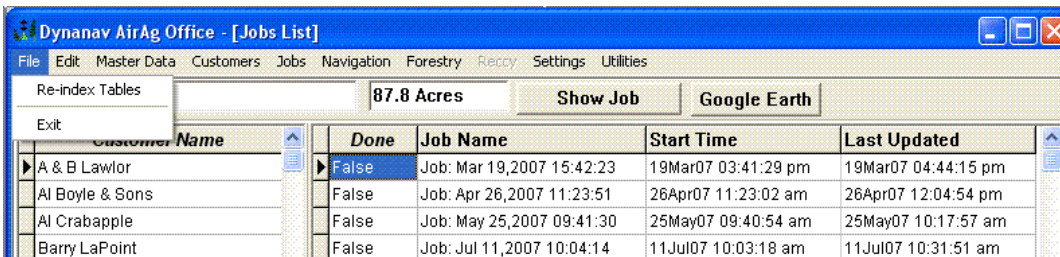 Dynanav AirAg Office - [Jobs List]
File Edit Master Data Customers Jobs Navigation Forestry Reccy Settings Utilities
Re-index Tables
Exit
87.8 Acres Show Job Google Earth
Customer Name Done Job Name Start Time Last Updated
A & B Lawlor False Job: Mar 19,2007 15:42:23 19Mar07 03:41:29 pm 19Mar07 04:44:15 pm
Al Boyle & Sons False Job: Apr 26,2007 11:23:51 26Apr07 11:23:02 am 26Apr07 12:04:54 pm
Al Crabapple False Job: May 25,2007 09:41:30 25May07 09:40:54 am 25May07 10:17:57 am
Barry LaPoint False Job: Jul 11,2007 10:04:14 11Jul07 10:03:18 am 11Jul07 10:31:51 am